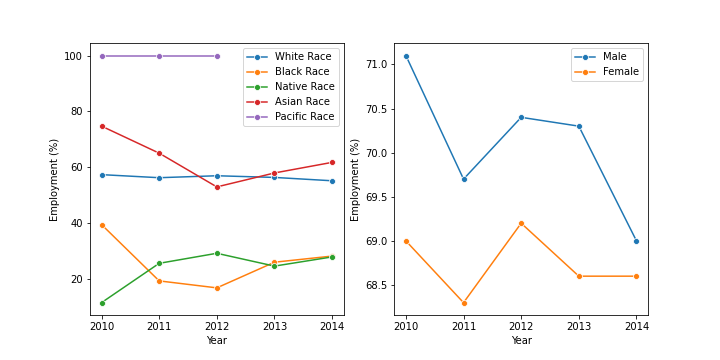 100
80
60
40
20
Employment (%)
2010 2011 2012 2013 2014
Year
White Race
Black Race
Native Race
Asian Race
Pacific Race
71.0
70.5
70.0
69.5
69.0
68.5
Employment (%)
2010 2011 2012 2013 2014
Year
Male
Female